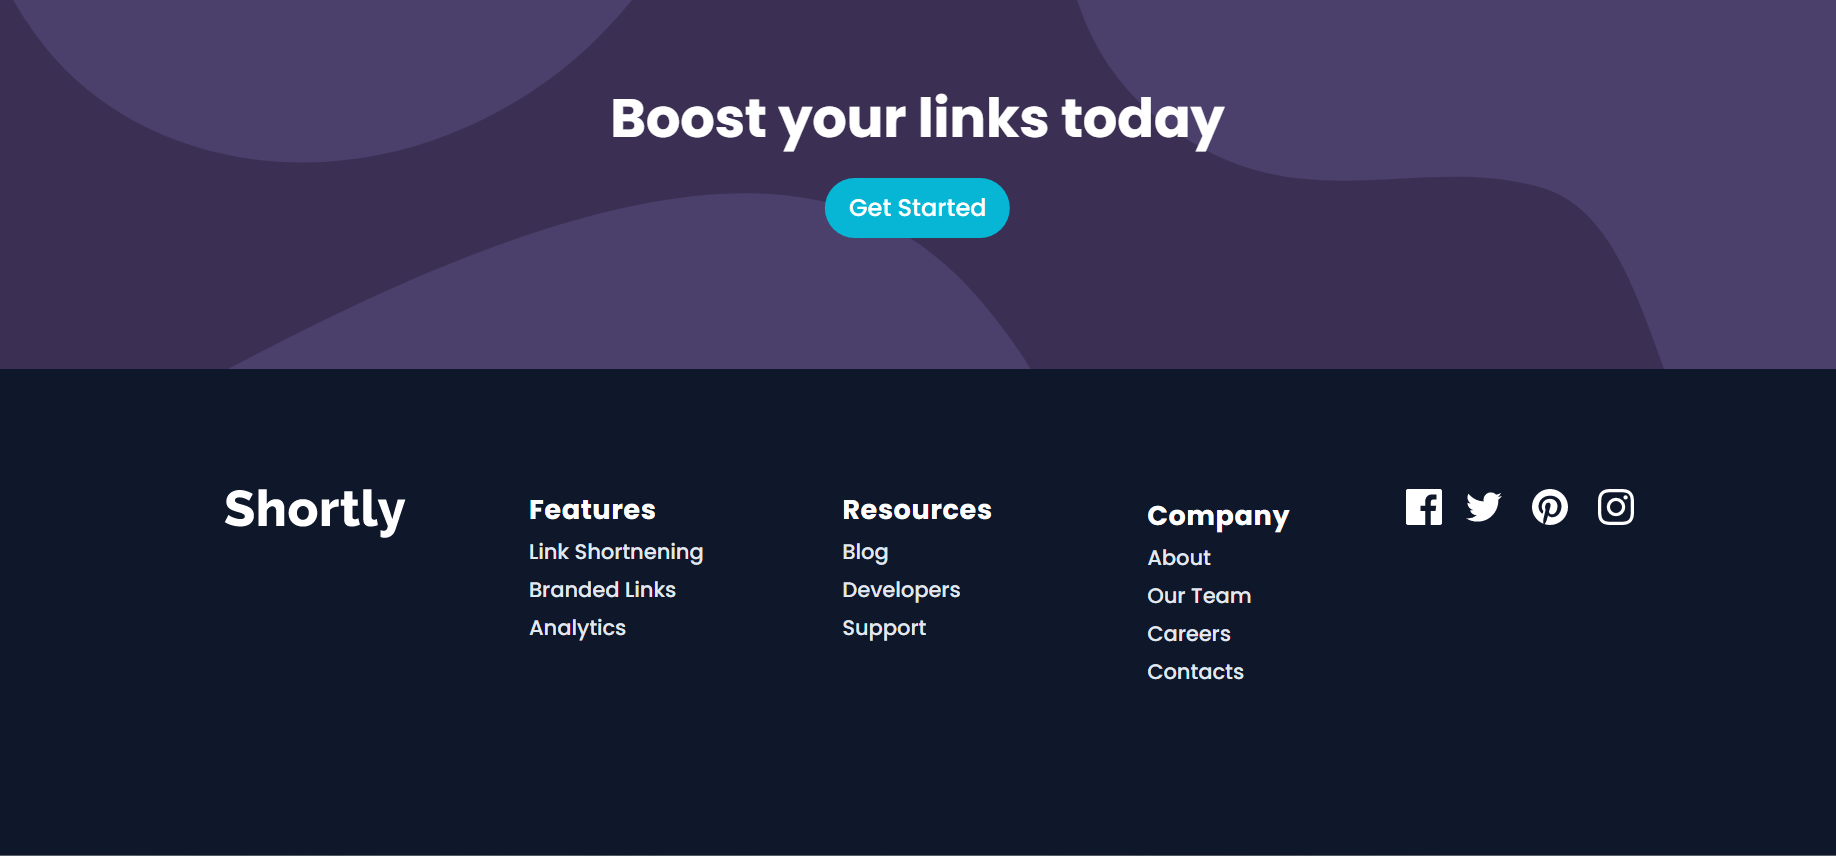 Boost your links today
Get Started
Shortly
Features
Link Shortnening
Branded Links
Analytics
Resources
Blog
Developers
Support
Company
About
Our Team
Careers
Contacts